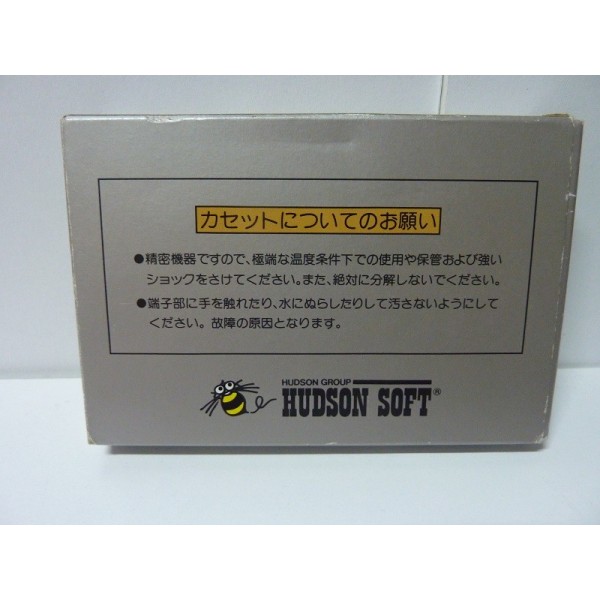 カセットについてのお願い
●精密機器ですので、極端な温度条件下での使用や保管および強い
ショックをさけてください。また、絶対に分解しないでください。
●端子部に手を触れたり、水にぬらしたりして汚さないようにして
ください。故障の原因となります。
HUDSON GROUP
HUDSON SOFT®